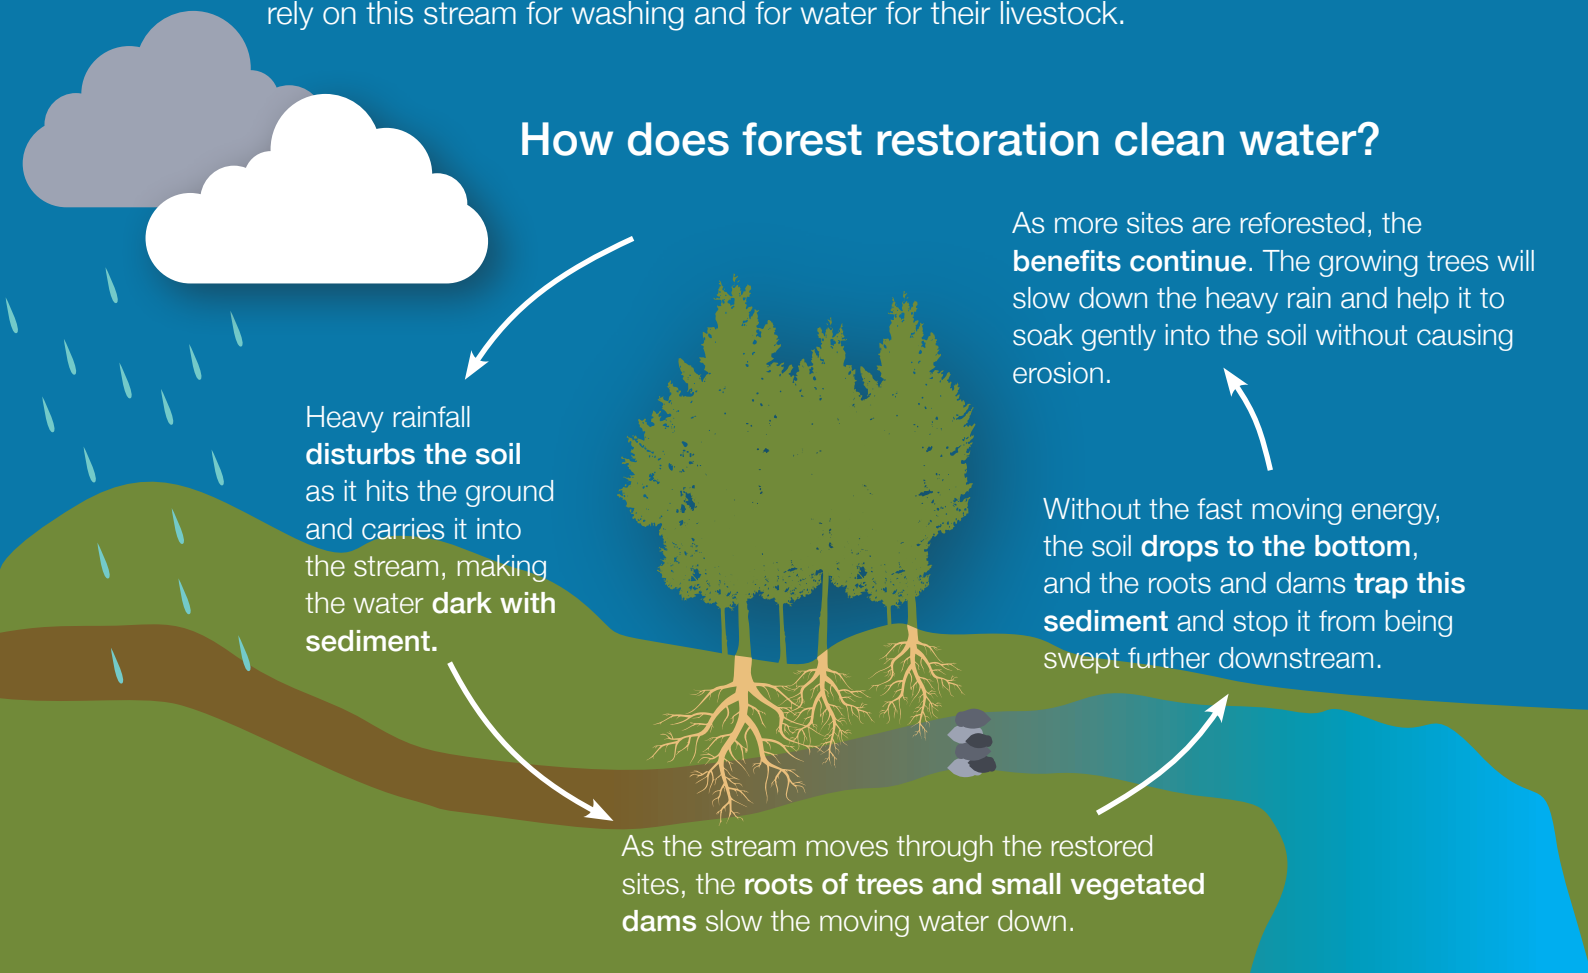 rely on this stream for washing and for water for their livestock.
How does forest restoration clean water?
Heavy rainfall
disturbs the soil
as it hits the ground
and carries it into
the stream, making
the water dark with
sediment.
As the stream moves through the restored
sites, the roots of trees and small vegetated
dams slow the moving water down.
Without the fast moving energy,
the soil drops to the bottom,
and the roots and dams trap this
sediment and stop it from being
swept further downstream.
As more sites are reforested, the
benefits continue. The growing trees will
slow down the heavy rain and help it to
soak gently into the soil without causing
erosion.